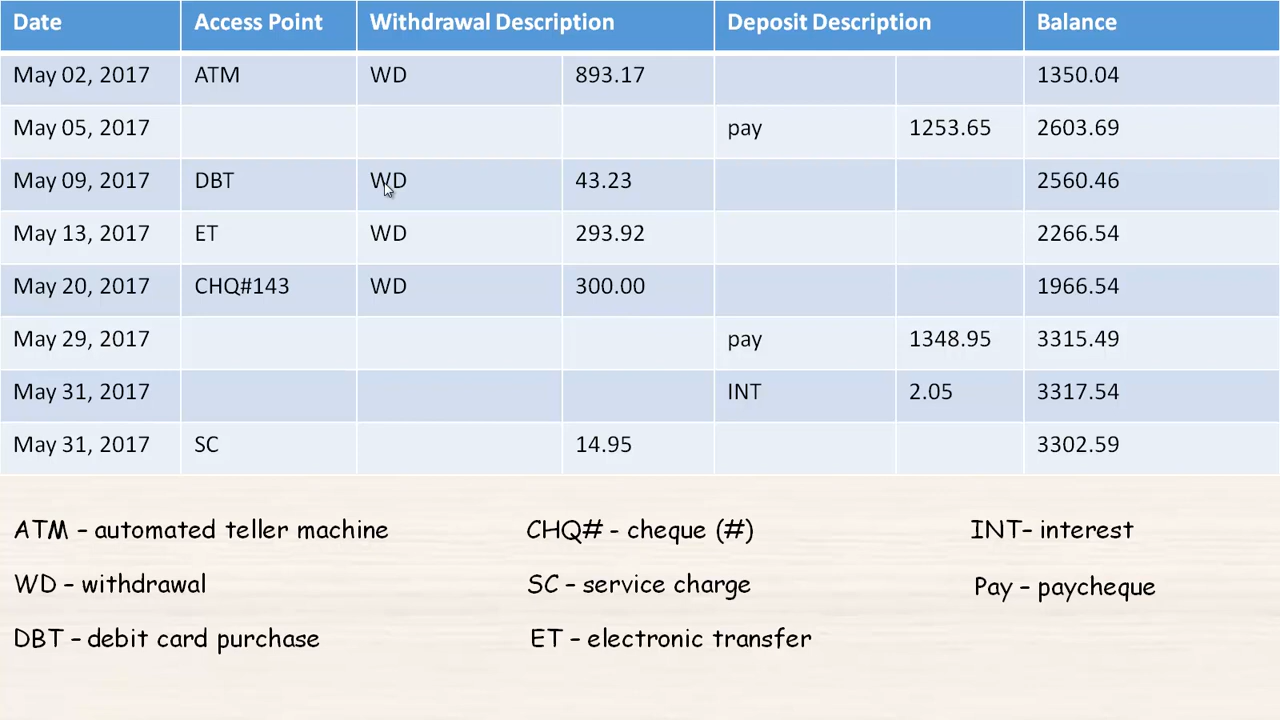 Date Access Point Withdrawal Description Deposit Description Balance
May 02, 2017 ATM WD 893.17 1350.04
May 05, 2017 pay 1253.65 2603.69
May 09, 2017 DBT WD 43.23 2560.46
May 13, 2017 ET WD 293.92 2266.54
May 20, 2017 CHQ#143 WD 300.00 1966.54
May 29, 2017 pay 1348.95 3315.49
May 31, 2017 INT 2.05 3317.54
May 31, 2017 SC 14.95 3302.59
ATM – automated teller machine CHQ# - cheque (#) INT– interest
WD – withdrawal SC – service charge Pay – paycheque
DBT – debit card purchase ET – electronic transfer